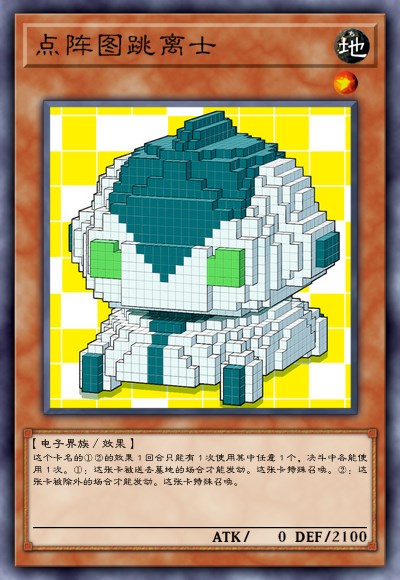 点阵图跳离士
地
【电子界族／效果】
这个卡名的①②的效果1回合只能有1次使用其中任意1个，决斗中各能使
用1次。①：这张卡被送去墓地的场合才能发动。这张卡特殊召唤。②：这
张卡被除外的场合才能发动。这张卡特殊召唤。
ATK/ 0 DEF/2100